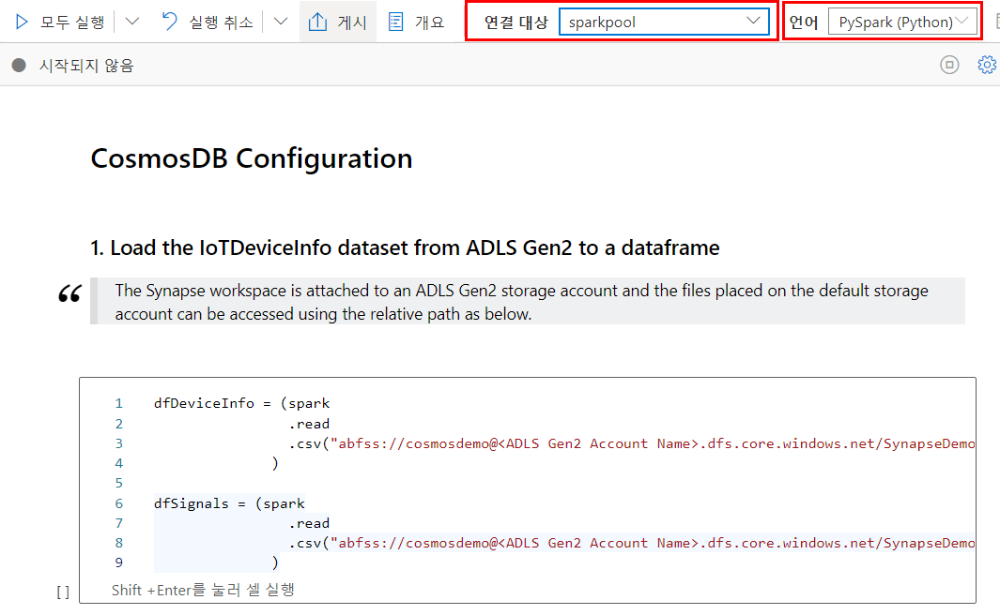 모두 실행 실행 취소 게시 개요 연결 대상 sparkpool 언어 PySpark (Python)
시작되지 않음
CosmosDB Configuration
1. Load the IoTDeviceInfo dataset from ADLS Gen2 to a dataframe
“ The Synapse workspace is attached to an ADLS Gen2 storage account and the files placed on the default storage
account can be accessed using the relative path as below.
1 dfDeviceInfo = (spark
2 .read
3 .csv("abfss://cosmosdemo@<ADLS Gen2 Account Name>.dfs.core.windows.net/SynapseDemo
4 )
5
6 dfSignals = (spark
7 .read
8 .csv("abfss://cosmosdemo@<ADLS Gen2 Account Name>.dfs.core.windows.net/SynapseDemo
9 )
[ ] Shift +Enter를 눌러 셀 실행